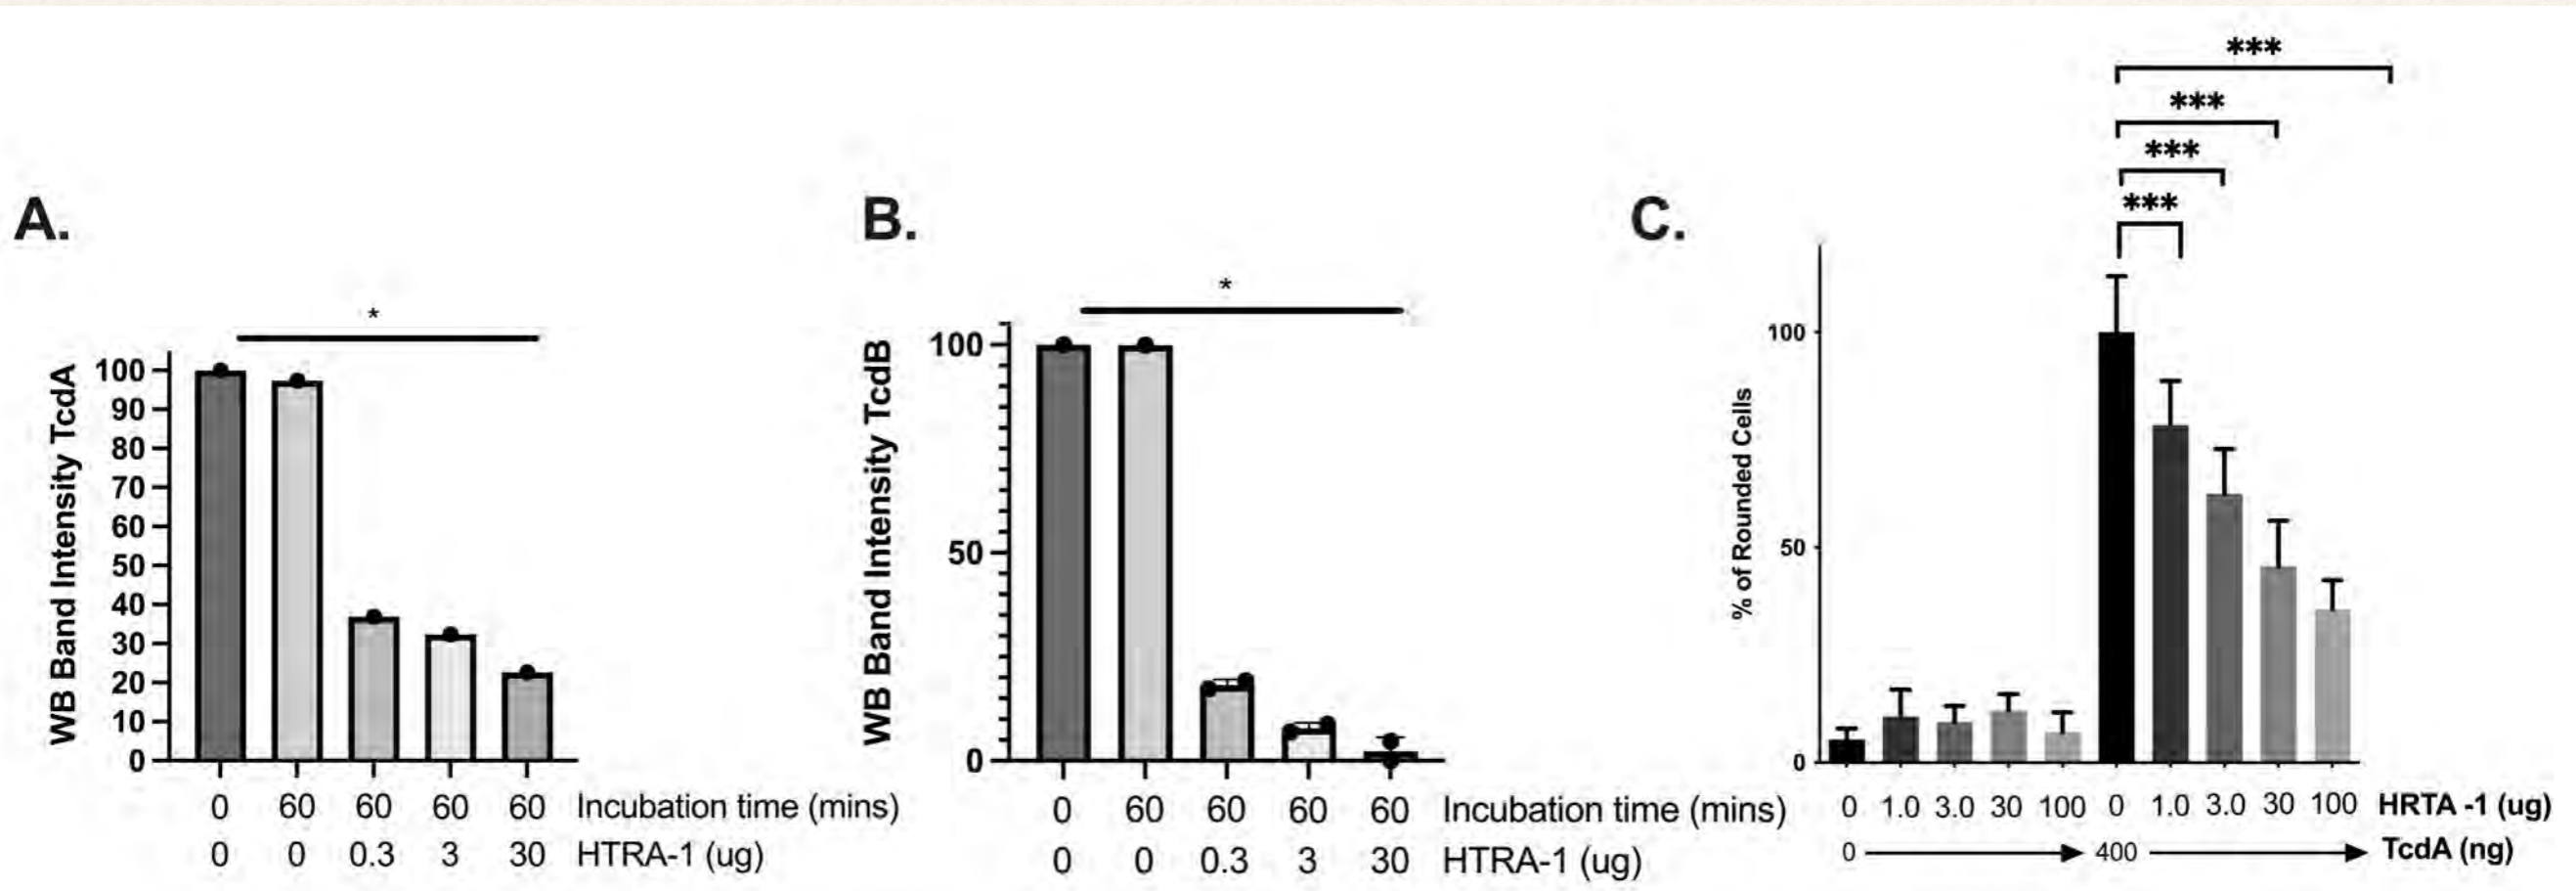 ***
***
***
***
A.
B.
C.
*
*
WB Band Intensity TcdA
100
90
80
70
60
50
40
30
20
10
0
0 60 60 60 60 Incubation time (mins)
0 0 0.3 3 30 HTRA-1 (ug)
WB Band Intensity TcdB
100
50
0
0 60 60 60 60 Incubation time (mins)
0 0 0.3 3 30 HTRA-1 (ug)
% of Rounded Cells
100
50
0
0 1.0 3.0 30 100 0 1.0 3.0 30 100 HRTA -1 (ug)
0 400 TcdA (ng)